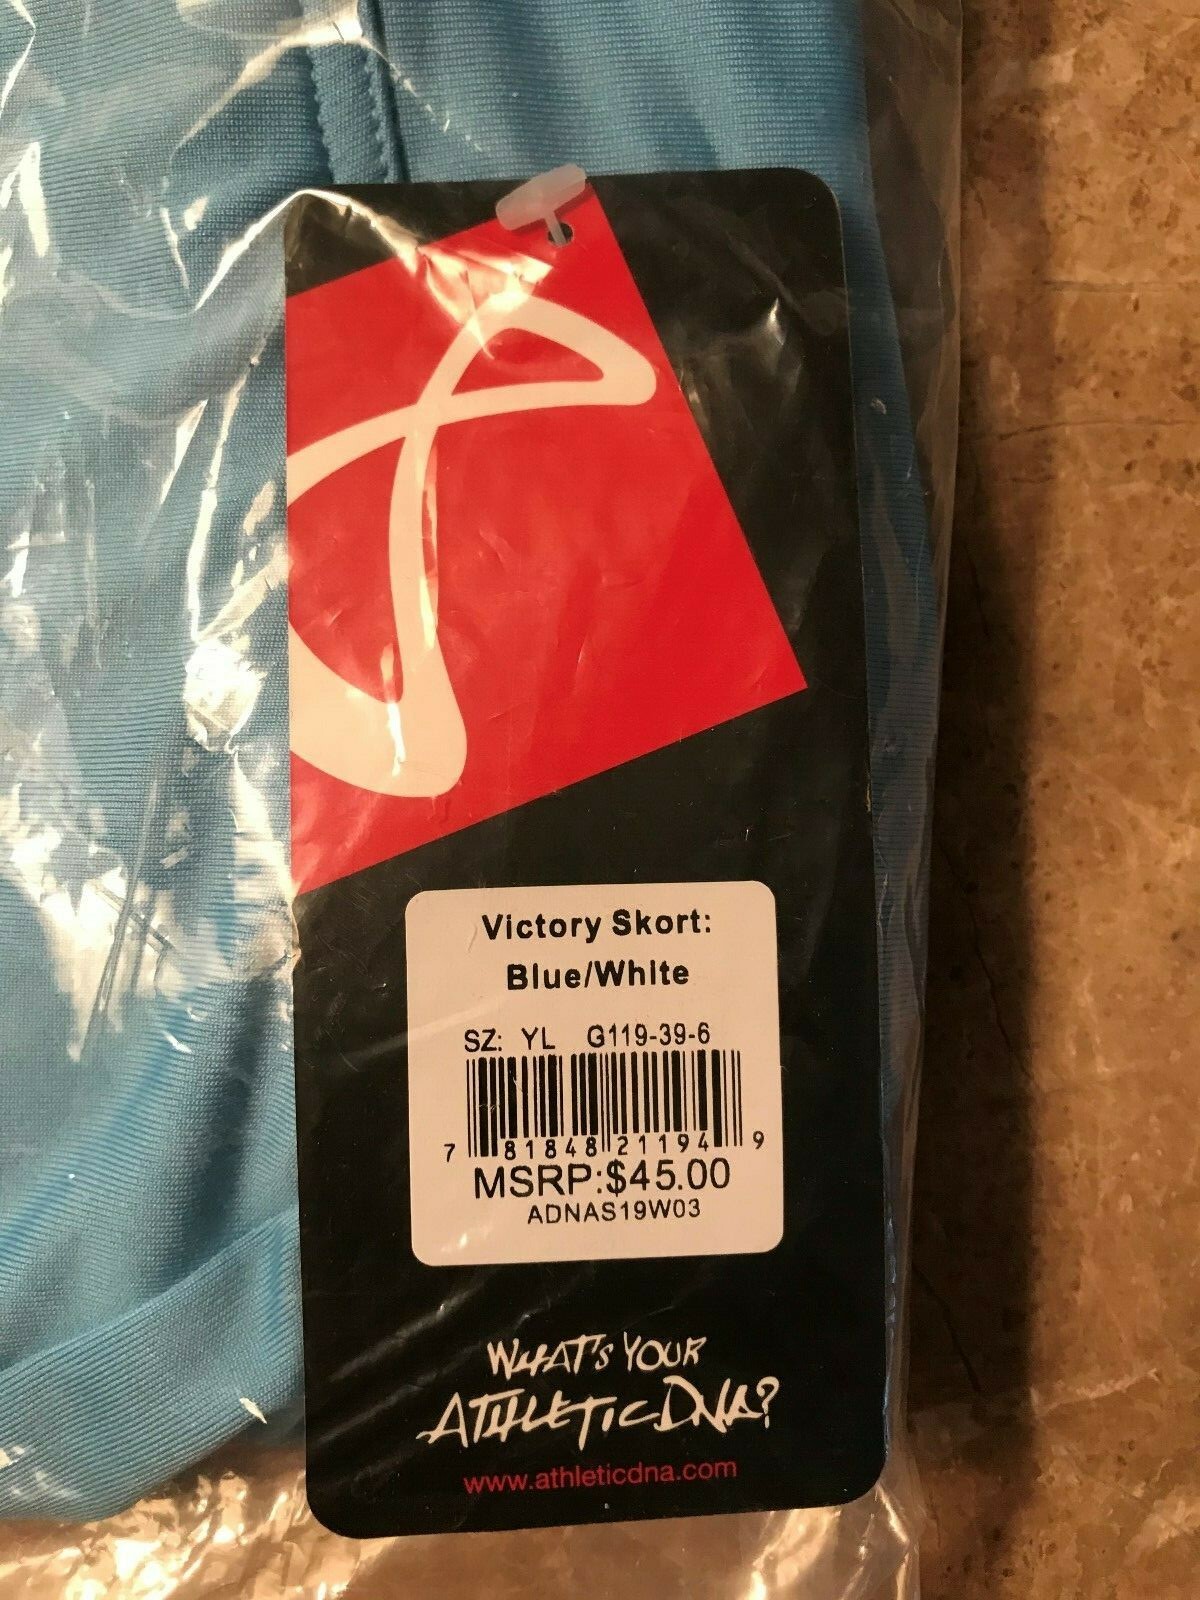 Victory Skort:
Blue/White
SZ: YL G119-39-6
7 81848 21194 9
MSRP:$45.00
ADNAS19W03
WHAT'S YOUR
ATHLETICDNA?
www.athleticdna.com